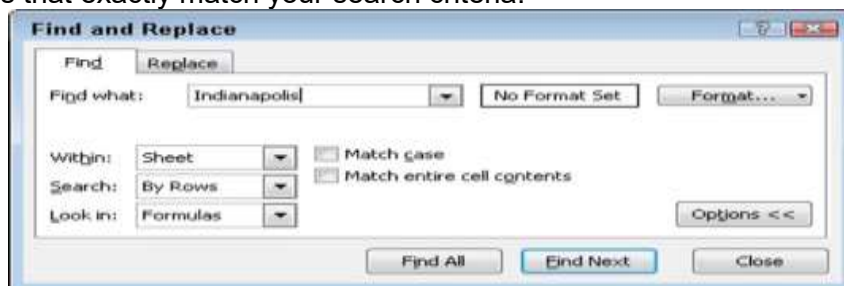 s that exactly match your search criteria.
Find and Replace
Find Replace
Find what: Indianapolis No Format Set Format...
Within: Sheet Match case
Search: By Rows Match entire cell contents
Look in: Formulas Options <<
Find All Find Next Close